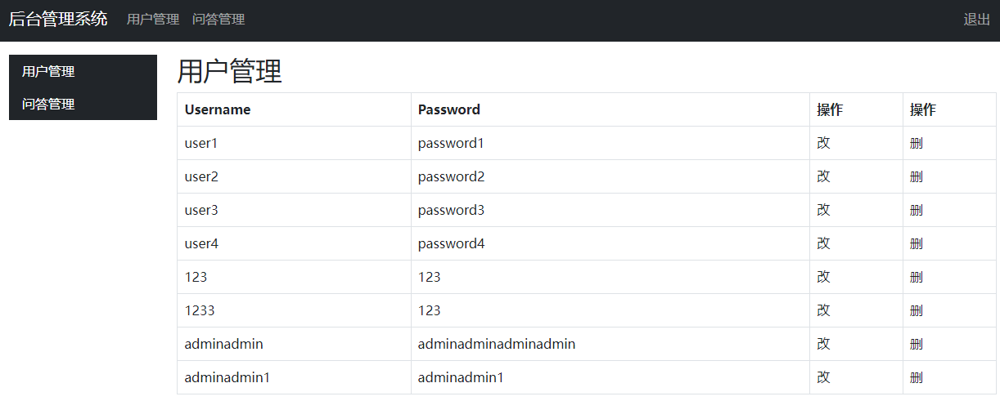 后台管理系统 用户管理 问答管理 退出
用户管理
问答管理
用户管理
Username Password 操作 操作
user1 password1 改 删
user2 password2 改 删
user3 password3 改 删
user4 password4 改 删
123 123 改 删
1233 123 改 删
adminadmin adminadminadminadmin 改 删
adminadmin1 adminadmin1 改 删